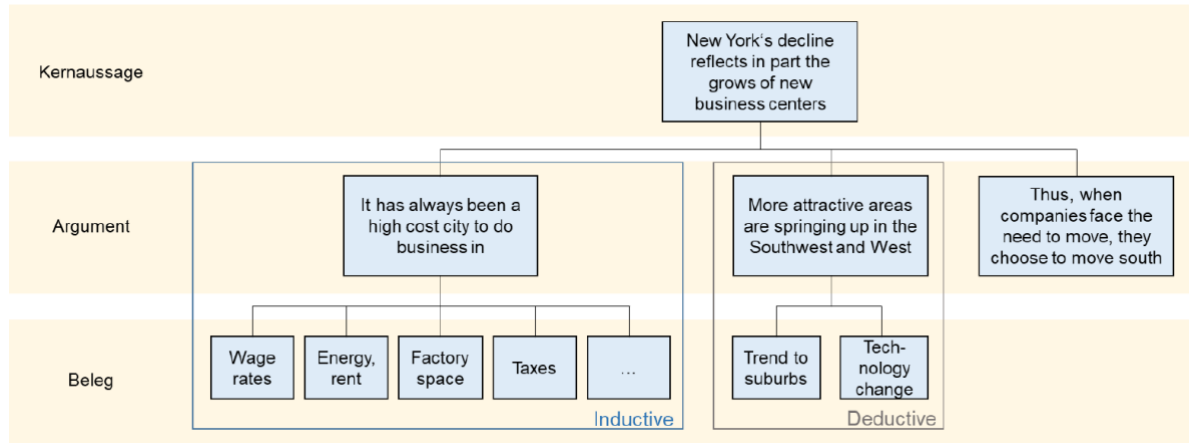 Kernaussage
New York's decline
reflects in part the
grows of new
business centers
Argument
It has always been a
high cost city to do
business in
More attractive areas
are springing up in the
Southwest and West
Thus, when
companies face the
need to move, they
choose to move south
Beleg
Wage
rates
Energy,
rent
Factory
space
Taxes
...
Trend to
suburbs
Tech-
nology
change
Inductive
Deductive